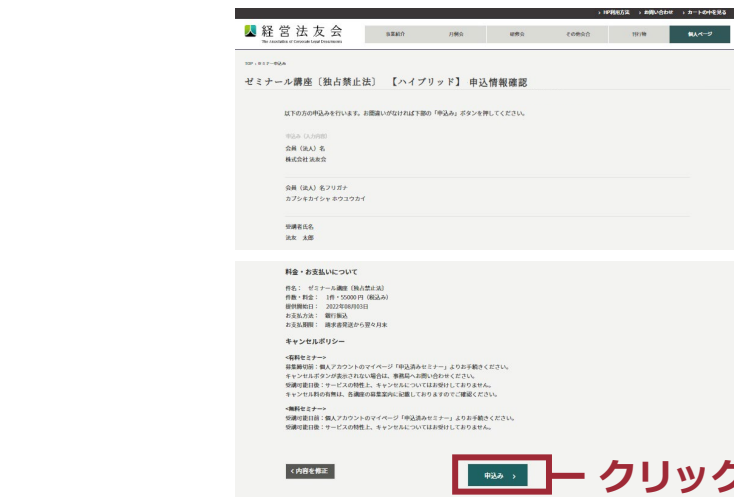 › HP利用方法 › お問い合わせ › カートの中を見る
経営法友会
The Association of Corporate Legal Departments
事業紹介 月例会 研修会 その他会合 刊行物 個人ページ
TOP › セミナー申込み
ゼミナール講座〔独占禁止法〕 【ハイブリッド】 申込情報確認
以下の方の申込みを行います。お間違いがなければ下部の「申込み」ボタンを押してください。
申込み（入力内容）
会員（法人）名
株式会社 法友会
会員（法人）名フリガナ
カブシキカイシャ ホウユウカイ
受講者氏名
法友 太郎
料金・お支払いについて
件名： ゼミナール講座〔独占禁止法〕
件数・料金： 1件・55000 円（税込み）
提供開始日： 2022年08月03日
お支払方法： 銀行振込
お支払期限： 請求書発送から翌々月末
キャンセルポリシー
<有料セミナー>
募集締切前：個人アカウントのマイページ「申込済みセミナー」よりお手続きください。
キャンセルボタンが表示されない場合は、事務局へお問い合わせください。
受講可能日後：サービスの特性上、キャンセルについてはお受けしておりません。
キャンセル料の有無は、各講座の募集案内に記載しておりますのでご確認ください。
<無料セミナー>
受講可能日前：個人アカウントのマイページ「申込済みセミナー」よりお手続きください。
受講可能日後：サービスの特性上、キャンセルについてはお受けしておりません。
‹ 内容を修正
申込み ›
クリック